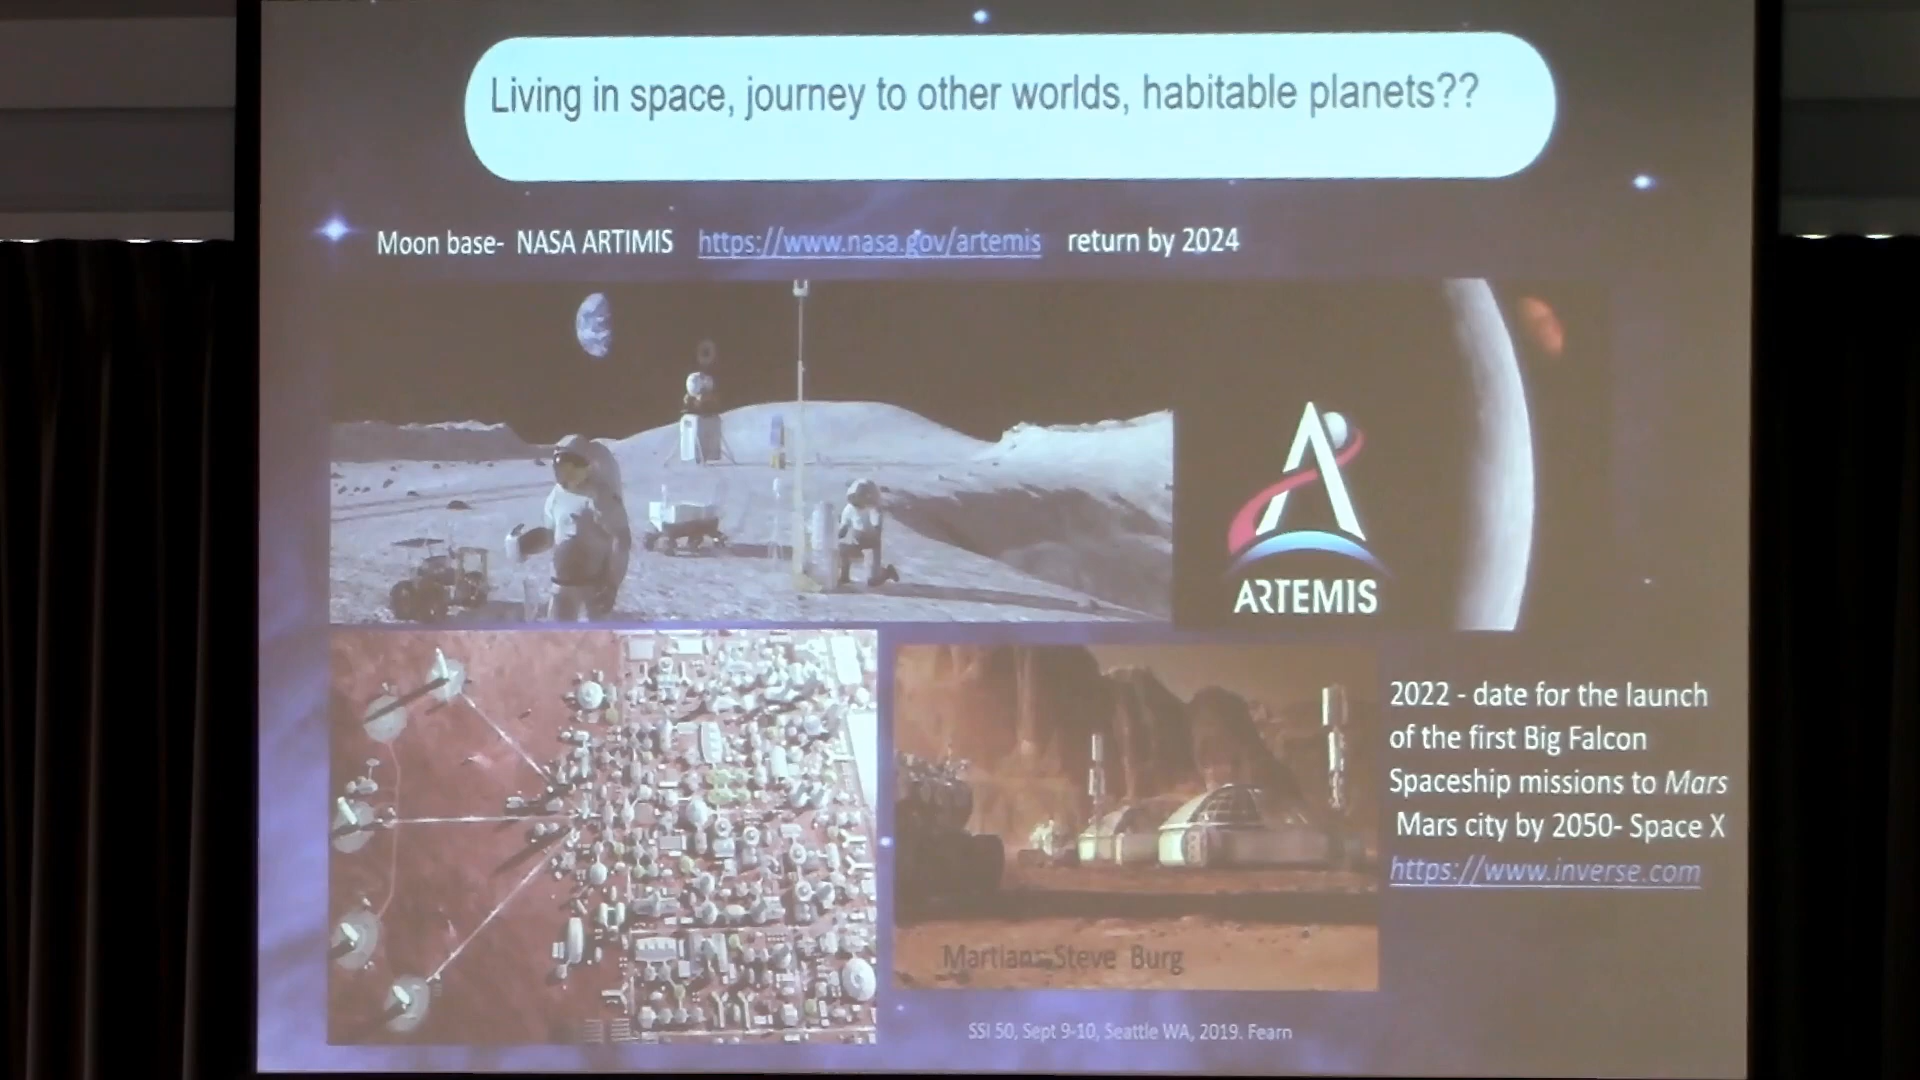 Living in space, journey to other worlds, habitable planets??
Moon base- NASA ARTIMIS https://www.nasa.gov/artemis return by 2024
ARTEMIS
2022 - date for the launch
of the first Big Falcon
Spaceship missions to Mars
Mars city by 2050- Space X
https://www.inverse.com
Martian- Steve Burg
SSI 50, Sept 9-10, Seattle WA, 2019. Fearn